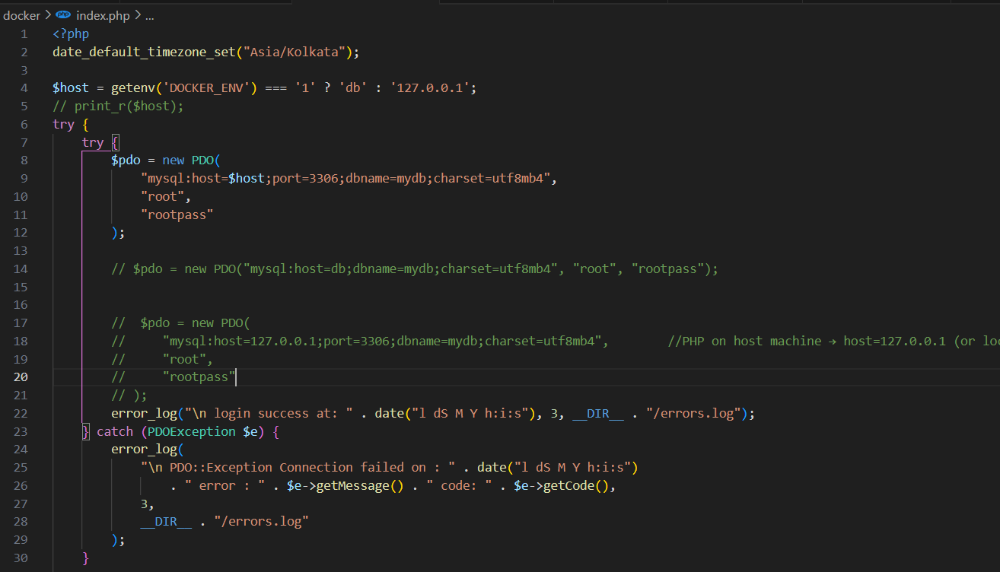 docker > php index.php > ...
1 <?php
2 date_default_timezone_set("Asia/Kolkata");
3
4 $host = getenv('DOCKER_ENV') === '1' ? 'db' : '127.0.0.1';
5 // print_r($host);
6 try {
7     try {
8         $pdo = new PDO(
9             "mysql:host=$host;port=3306;dbname=mydb;charset=utf8mb4",
10             "root",
11             "rootpass"
12         );
13
14         // $pdo = new PDO("mysql:host=db;dbname=mydb;charset=utf8mb4", "root", "rootpass");
15
16
17         //  $pdo = new PDO(
18         //     "mysql:host=127.0.0.1;port=3306;dbname=mydb;charset=utf8mb4",        //PHP on host machine → host=127.0.0.1 (or loc
19         //     "root",
20         //     "rootpass"
21         // );
22         error_log("\n login success at: " . date("l dS M Y h:i:s"), 3, __DIR__ . "/errors.log");
23     } catch (PDOException $e) {
24         error_log(
25             "\n PDO::Exception Connection failed on : " . date("l dS M Y h:i:s")
26                 . " error : " . $e->getMessage() . " code: " . $e->getCode(),
27             3,
28             __DIR__ . "/errors.log"
29         );
30     }